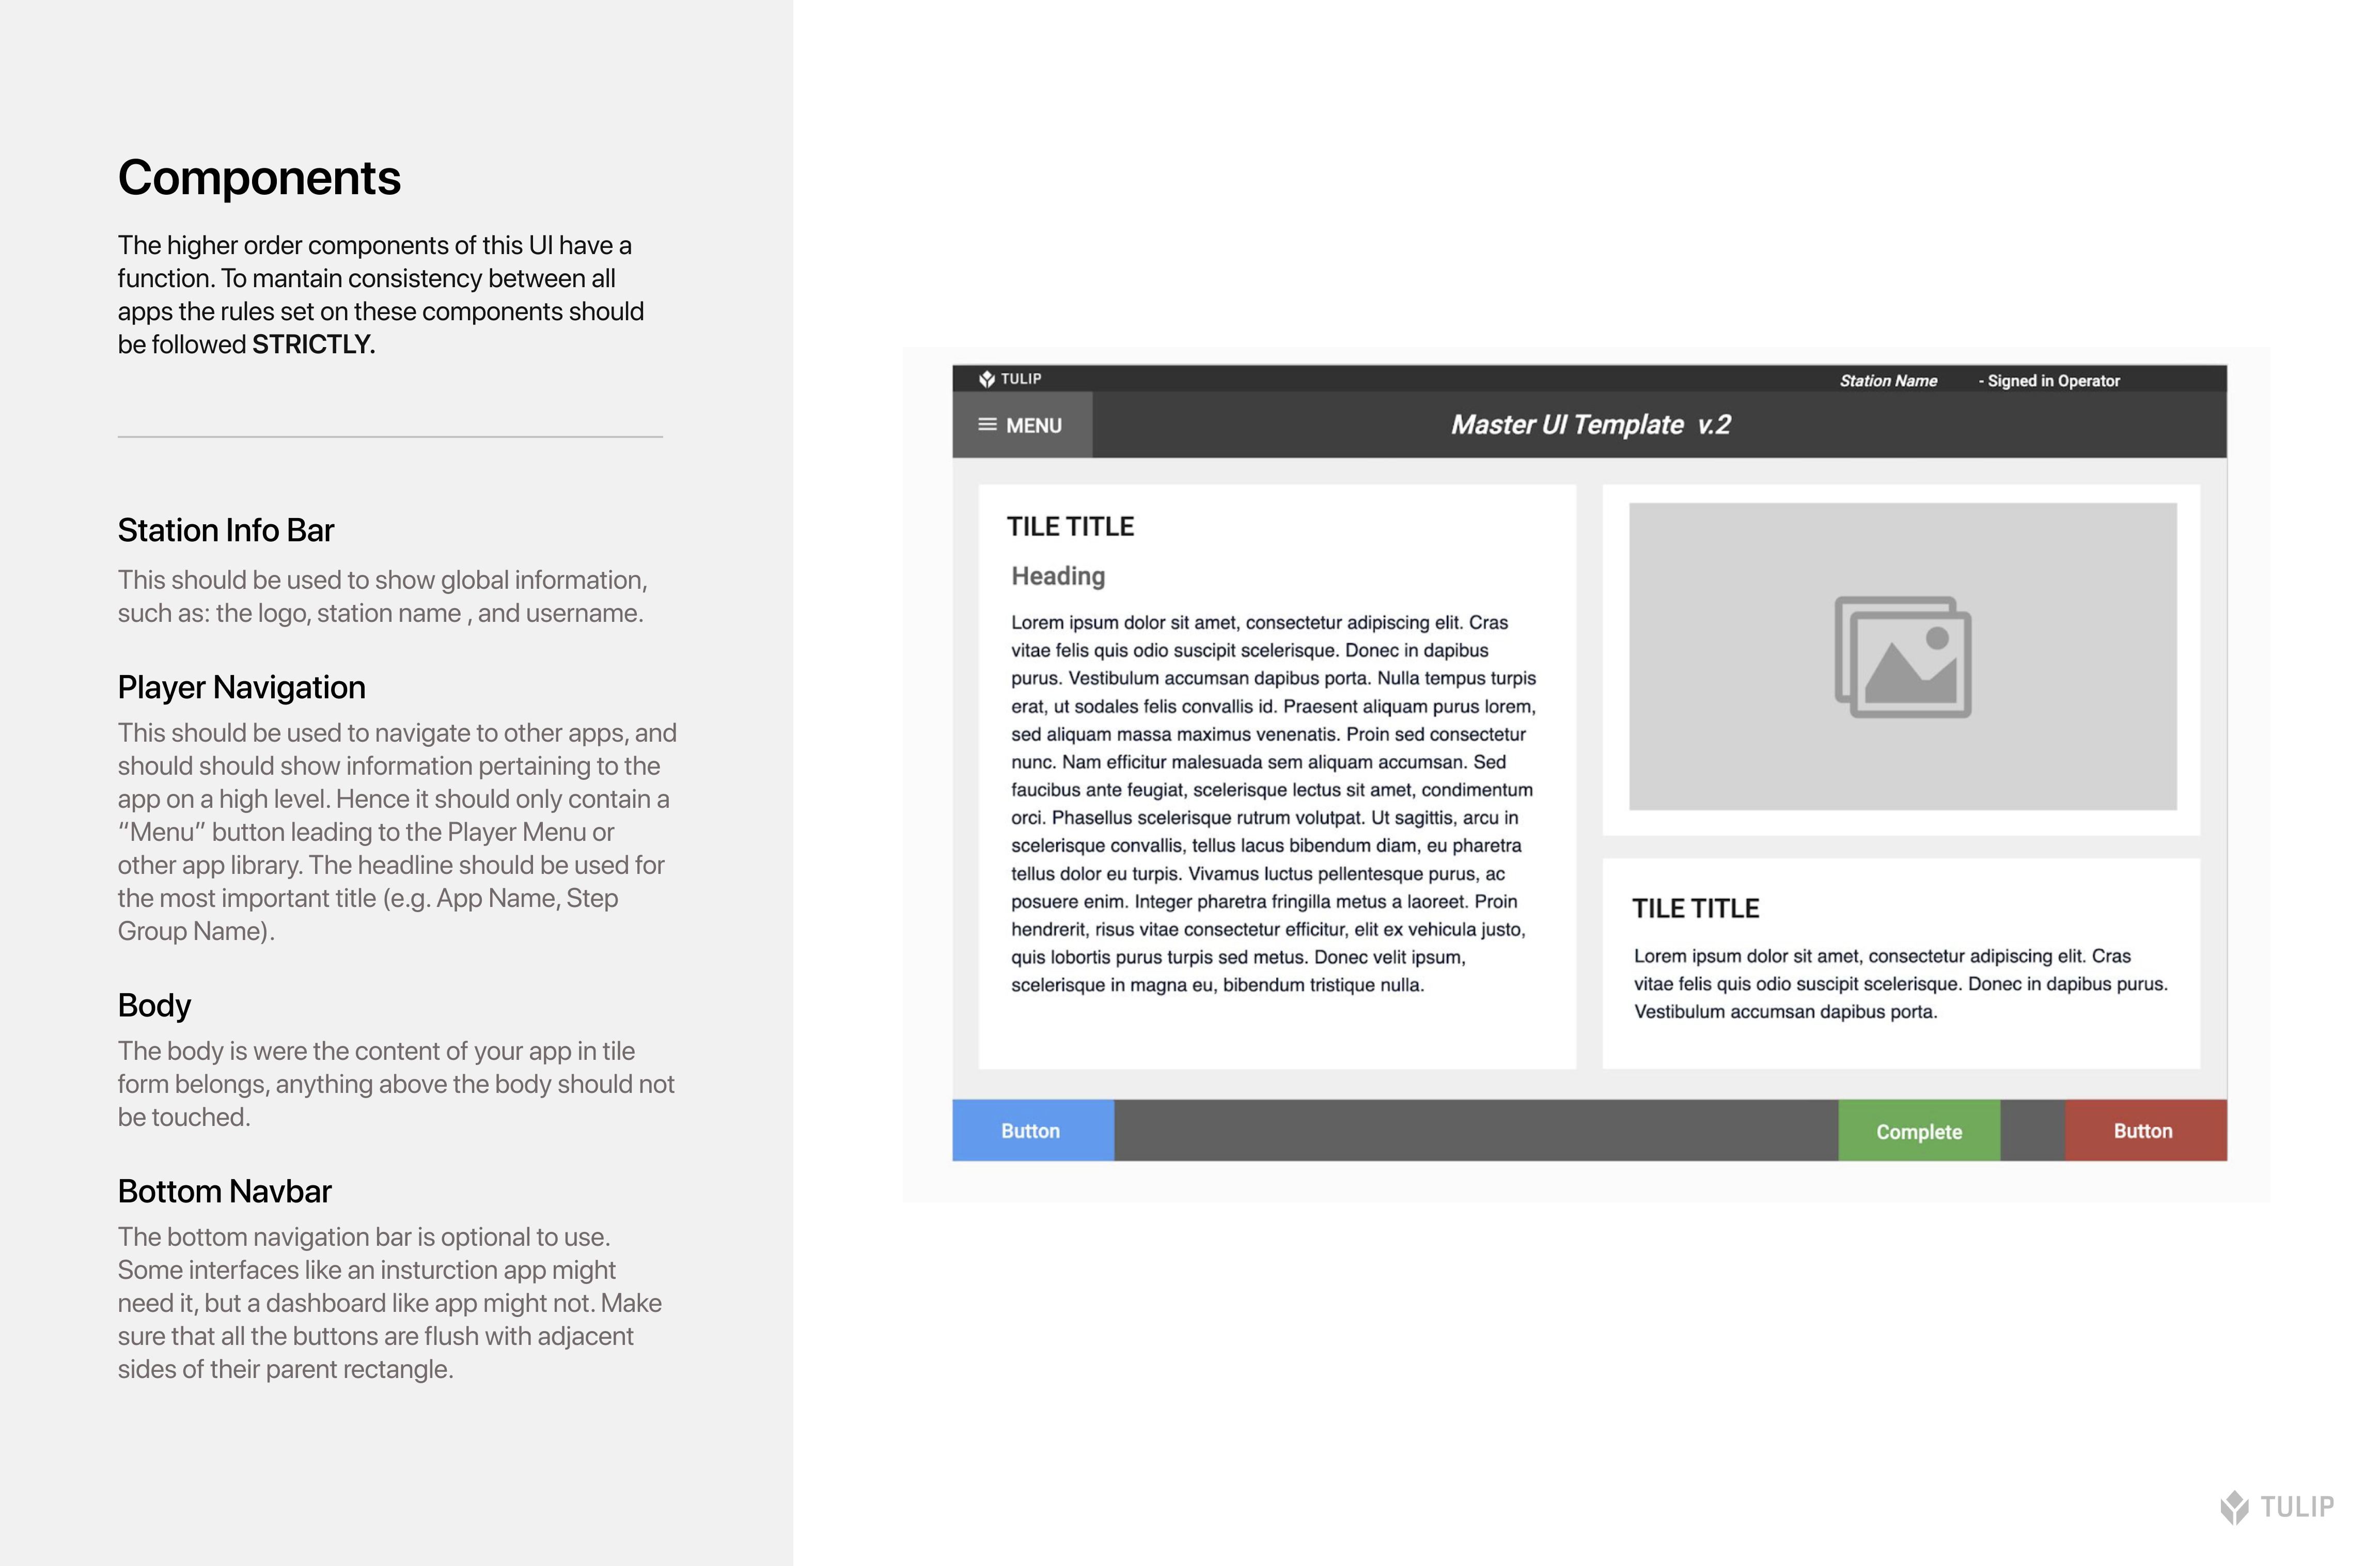 Components
The higher order components of this UI have a
function. To mantain consistency between all
apps the rules set on these components should
be followed STRICTLY.
Station Info Bar
This should be used to show global information,
such as: the logo, station name , and username.
Player Navigation
This should be used to navigate to other apps, and
should should show information pertaining to the
app on a high level. Hence it should only contain a
“Menu” button leading to the Player Menu or
other app library. The headline should be used for
the most important title (e.g. App Name, Step
Group Name).
Body
The body is were the content of your app in tile
form belongs, anything above the body should not
be touched.
Bottom Navbar
The bottom navigation bar is optional to use.
Some interfaces like an insturction app might
need it, but a dashboard like app might not. Make
sure that all the buttons are flush with adjacent
sides of their parent rectangle.
TULIP
Station Name - Signed in Operator
MENU
Master UI Template v.2
TILE TITLE
Heading
Lorem ipsum dolor sit amet, consectetur adipiscing elit. Cras
vitae felis quis odio suscipit scelerisque. Donec in dapibus
purus. Vestibulum accumsan dapibus porta. Nulla tempus turpis
erat, ut sodales felis convallis id. Praesent aliquam purus lorem,
sed aliquam massa maximus venenatis. Proin sed consectetur
nunc. Nam efficitur malesuada sem aliquam accumsan. Sed
faucibus ante feugiat, scelerisque lectus sit amet, condimentum
orci. Phasellus scelerisque rutrum volutpat. Ut sagittis, arcu in
scelerisque convallis, tellus lacus bibendum diam, eu pharetra
tellus dolor eu turpis. Vivamus luctus pellentesque purus, ac
posuere enim. Integer pharetra fringilla metus a laoreet. Proin
hendrerit, risus vitae consectetur efficitur, elit ex vehicula justo,
quis lobortis purus turpis sed metus. Donec velit ipsum,
scelerisque in magna eu, bibendum tristique nulla.
TILE TITLE
Lorem ipsum dolor sit amet, consectetur adipiscing elit. Cras
vitae felis quis odio suscipit scelerisque. Donec in dapibus purus.
Vestibulum accumsan dapibus porta.
Button
Complete
Button
TULIP